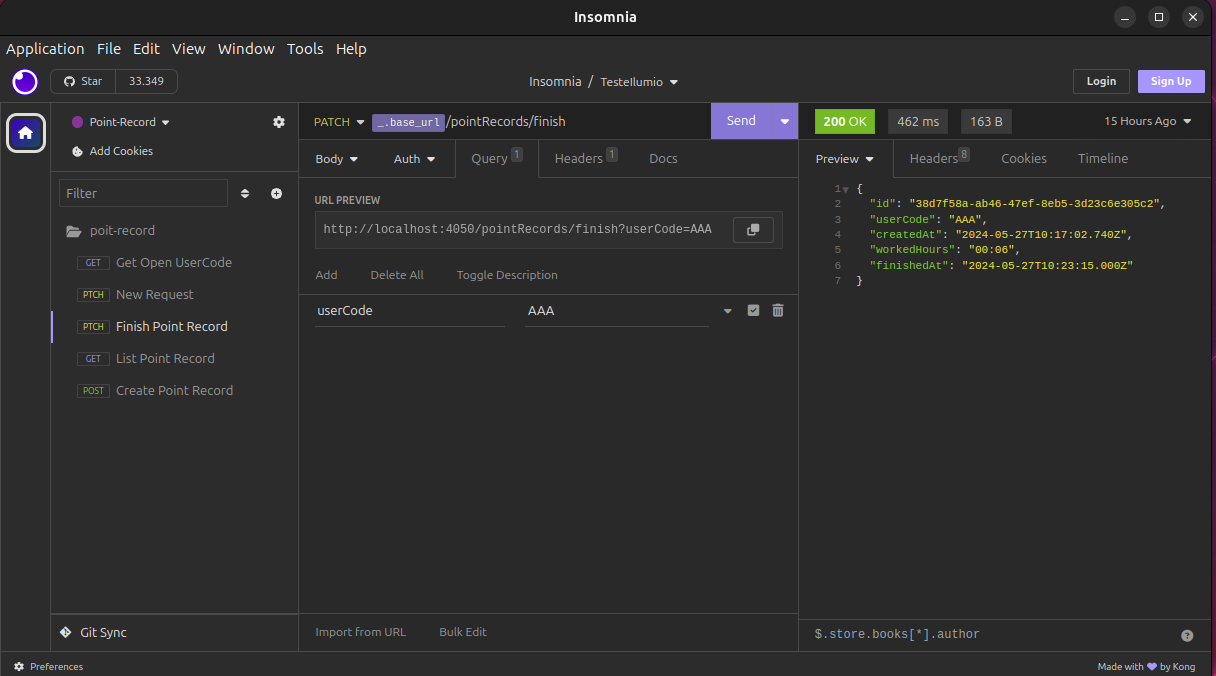 Insomnia
Application File Edit View Window Tools Help
Star 33.349
Insomnia / TesteIlumio
Login Sign Up
Point-Record
Add Cookies
Filter
poit-record
GET Get Open UserCode
PTCH New Request
PTCH Finish Point Record
GET List Point Record
POST Create Point Record
Git Sync
Preferences
PATCH _.base_url/pointRecords/finish Send
Body Auth Query 1 Headers 1 Docs
URL PREVIEW
http://localhost:4050/pointRecords/finish?userCode=AAA
Add Delete All Toggle Description
userCode AAA
Import from URL Bulk Edit
200 OK 462 ms 163 B 15 Hours Ago
Preview Headers 8 Cookies Timeline
1 {
2 "id": "38d7f58a-ab46-47ef-8eb5-3d23c6e305c2",
3 "userCode": "AAA",
4 "createdAt": "2024-05-27T10:17:02.740Z",
5 "workedHours": "00:06",
6 "finishedAt": "2024-05-27T10:23:15.000Z"
7 }
$.store.books[*].author
Made with by Kong